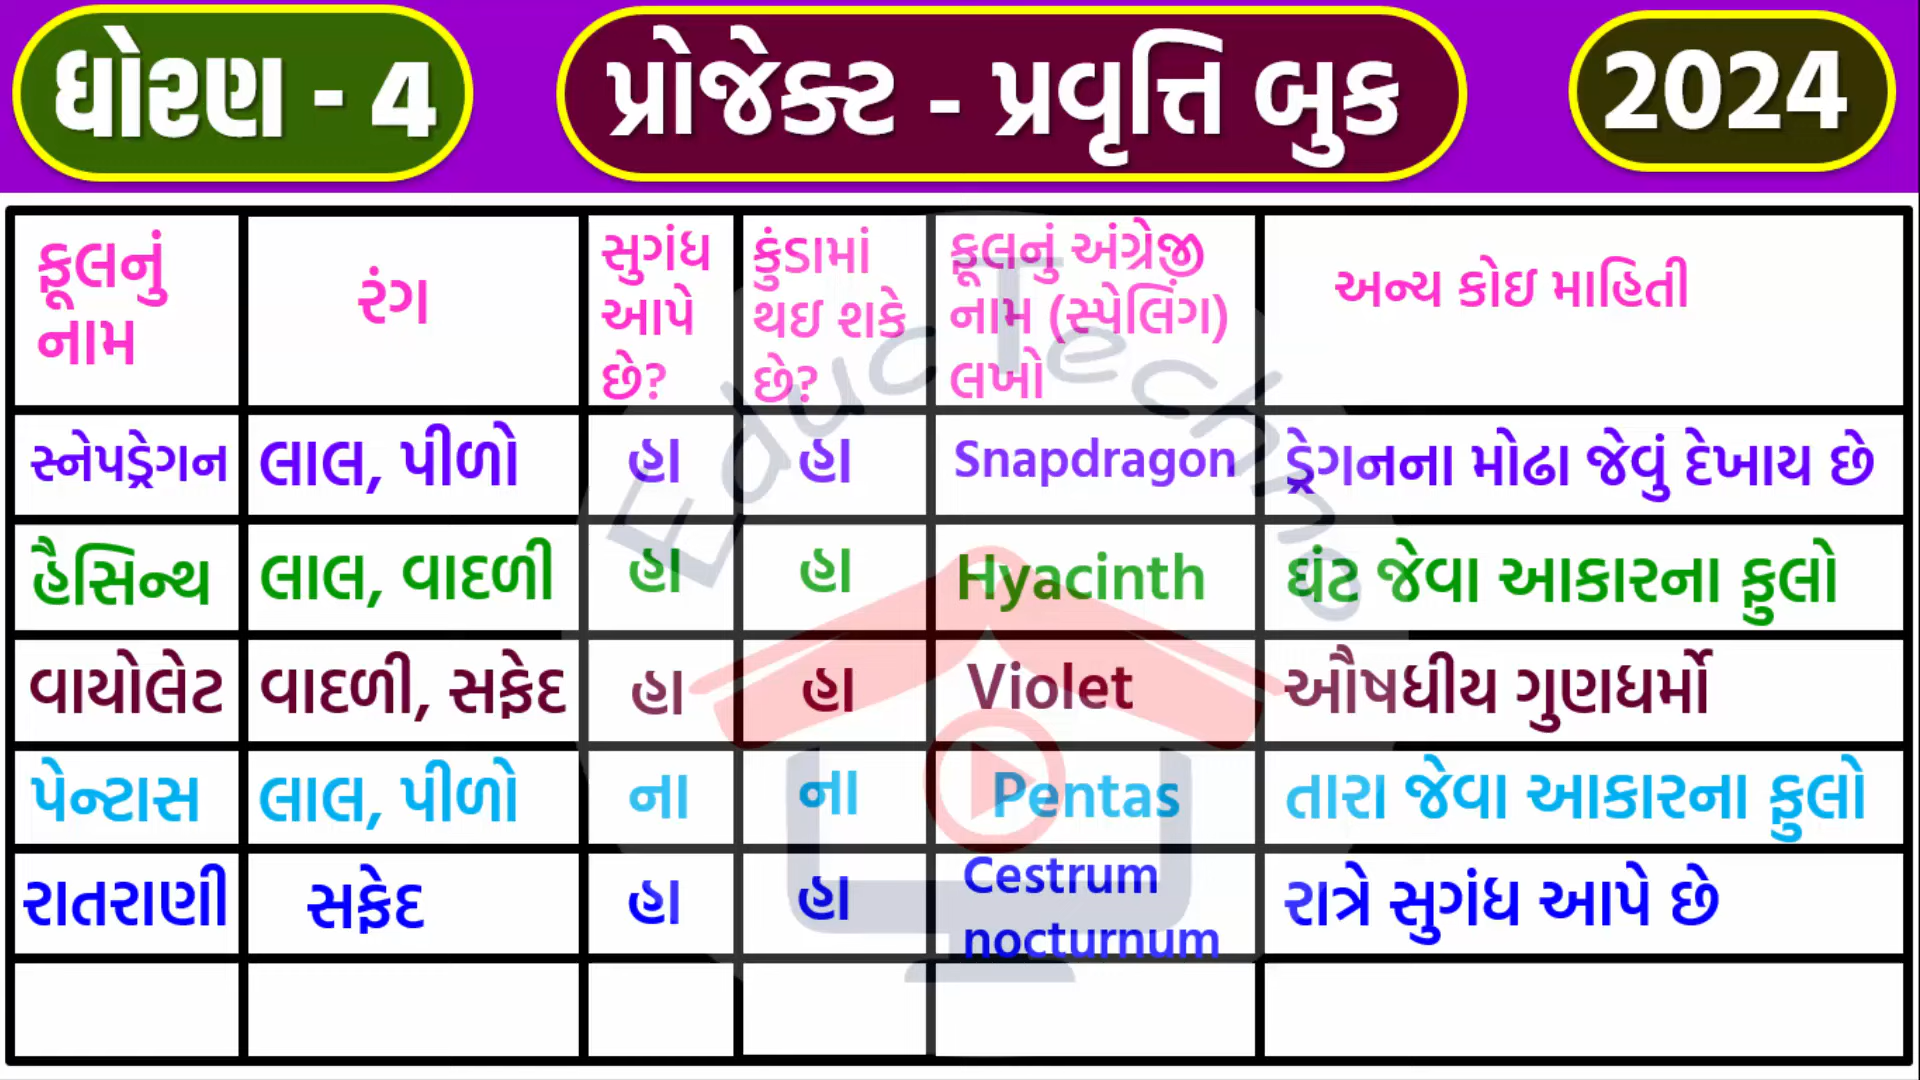 ધોરણ - 4
પ્રોજેક્ટ - પ્રવૃત્તિ બુક
2024
ફૂલનું
નામ
રંગ
સુગંધ
આપે
છે?
કુંડામાં
થઇ શકે
છે?
ફૂલનું અંગ્રેજી
નામ (સ્પેલિંગ)
લખો
અન્ય કોઇ માહિતી
સ્નેપડ્રેગન
લાલ, પીળો
હા
હા
Snapdragon
ડ્રેગનના મોઢા જેવું દેખાય છે
હૈસિન્થ
લાલ, વાદળી
હા
હા
Hyacinth
ઘંટ જેવા આકારના ફુલો
વાયોલેટ
વાદળી, સફેદ
હા
હા
Violet
ઔષધીય ગુણધર્મો
પેન્ટાસ
લાલ, પીળો
ના
ના
Pentas
તારા જેવા આકારના ફુલો
રાતરાણી
સફેદ
હા
હા
Cestrum
nocturnum
રાત્રે સુગંધ આપે છે
EducTechno